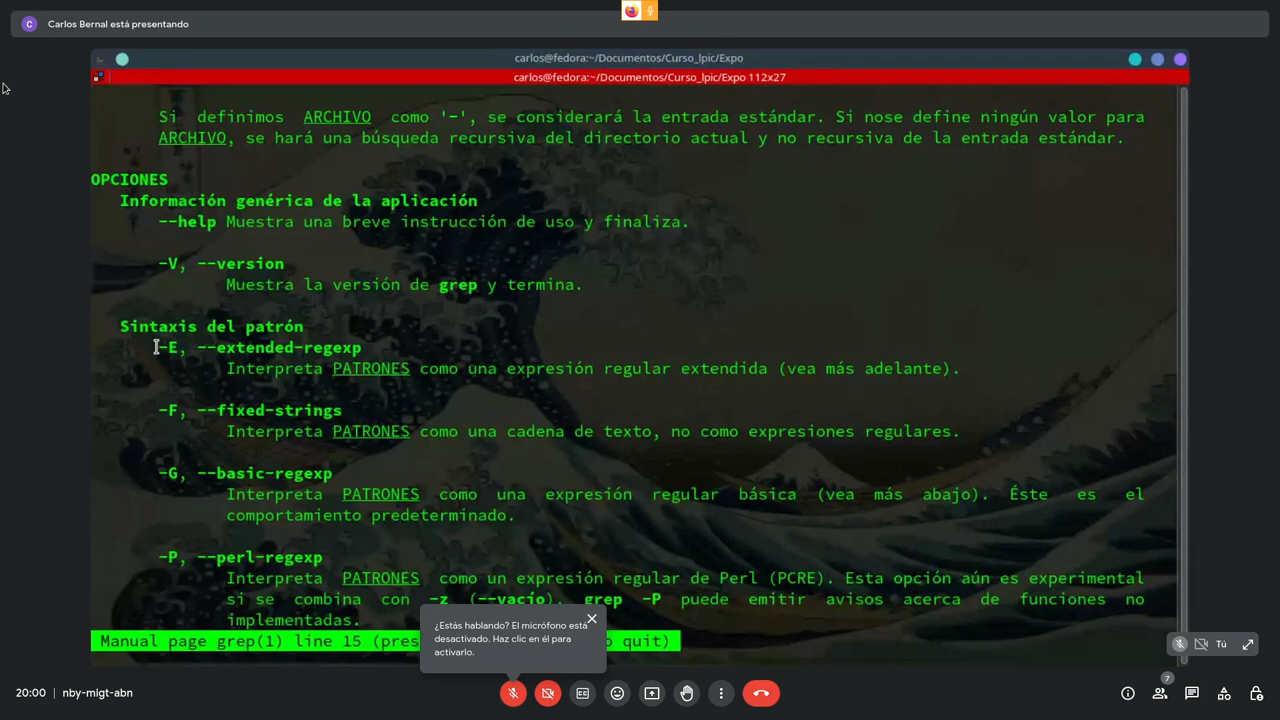 C Carlos Bernal está presentando
carlos@fedora:~/Documentos/Curso_lpic/Expo
carlos@fedora:~/Documentos/Curso_lpic/Expo 112x27
Si definimos ARCHIVO como '-', se considerará la entrada estándar. Si nose define ningún valor para
ARCHIVO, se hará una búsqueda recursiva del directorio actual y no recursiva de la entrada estándar.
OPCIONES
Información genérica de la aplicación
--help Muestra una breve instrucción de uso y finaliza.
-V, --version
Muestra la versión de grep y termina.
Sintaxis del patrón
-E, --extended-regexp
Interpreta PATRONES como una expresión regular extendida (vea más adelante).
-F, --fixed-strings
Interpreta PATRONES como una cadena de texto, no como expresiones regulares.
-G, --basic-regexp
Interpreta PATRONES como una expresión regular básica (vea más abajo). Éste es el
comportamiento predeterminado.
-P, --perl-regexp
Interpreta PATRONES como un expresión regular de Perl (PCRE). Esta opción aún es experimental
si se combina con -z (--vacío). grep -P puede emitir avisos acerca de funciones no
implementadas.
Manual page grep(1) line 15 (pres o quit)
¿Estás hablando? El micrófono está
desactivado. Haz clic en él para
activarlo.
Tú
20:00 nby-migt-abn
7